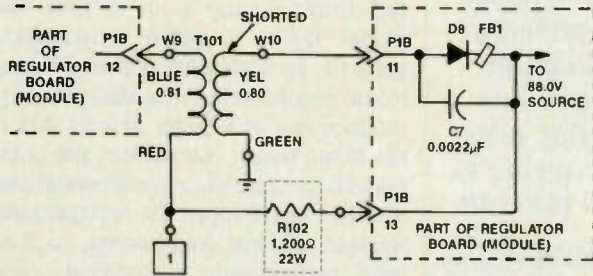 PART
OF
REGULATOR
BOARD
(MODULE)
P1B
12
W9
T101
SHORTED
W10
BLUE
0.81
YEL
0.80
RED
GREEN
1
R102
1,200Ω
22W
P1B
11
D8
FB1
C7
0.0022µF
TO
88.0V
SOURCE
P1B
13
PART OF REGULATOR
BOARD (MODULE)